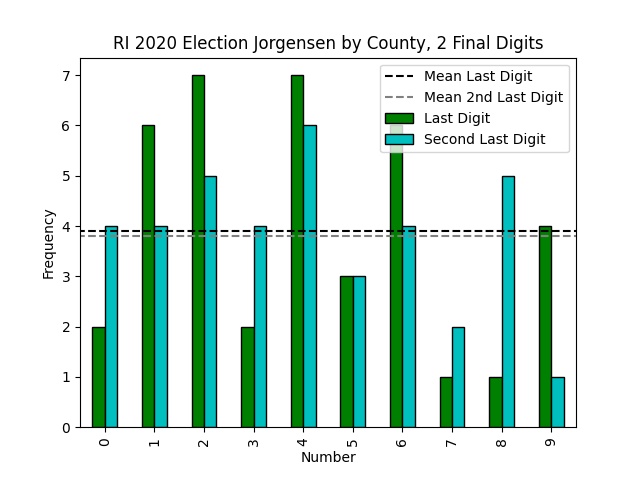 RI 2020 Election Jorgensen by County, 2 Final Digits
Mean Last Digit
Mean 2nd Last Digit
Last Digit
Second Last Digit
Frequency
7
6
5
4
3
2
1
0
0 1 2 3 4 5 6 7 8 9
Number